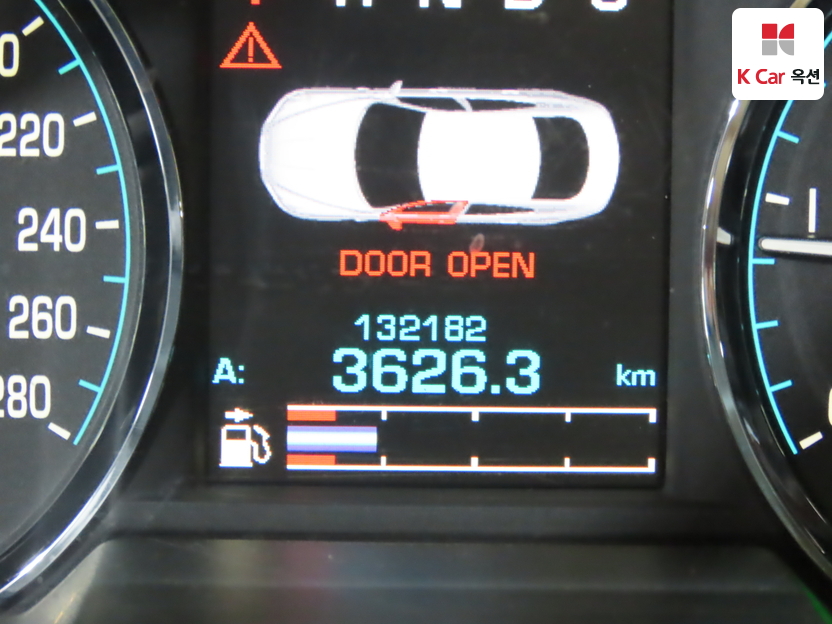 K Car 옥션
220
240
260
280
DOOR OPEN
132182
A: 3626.3 km